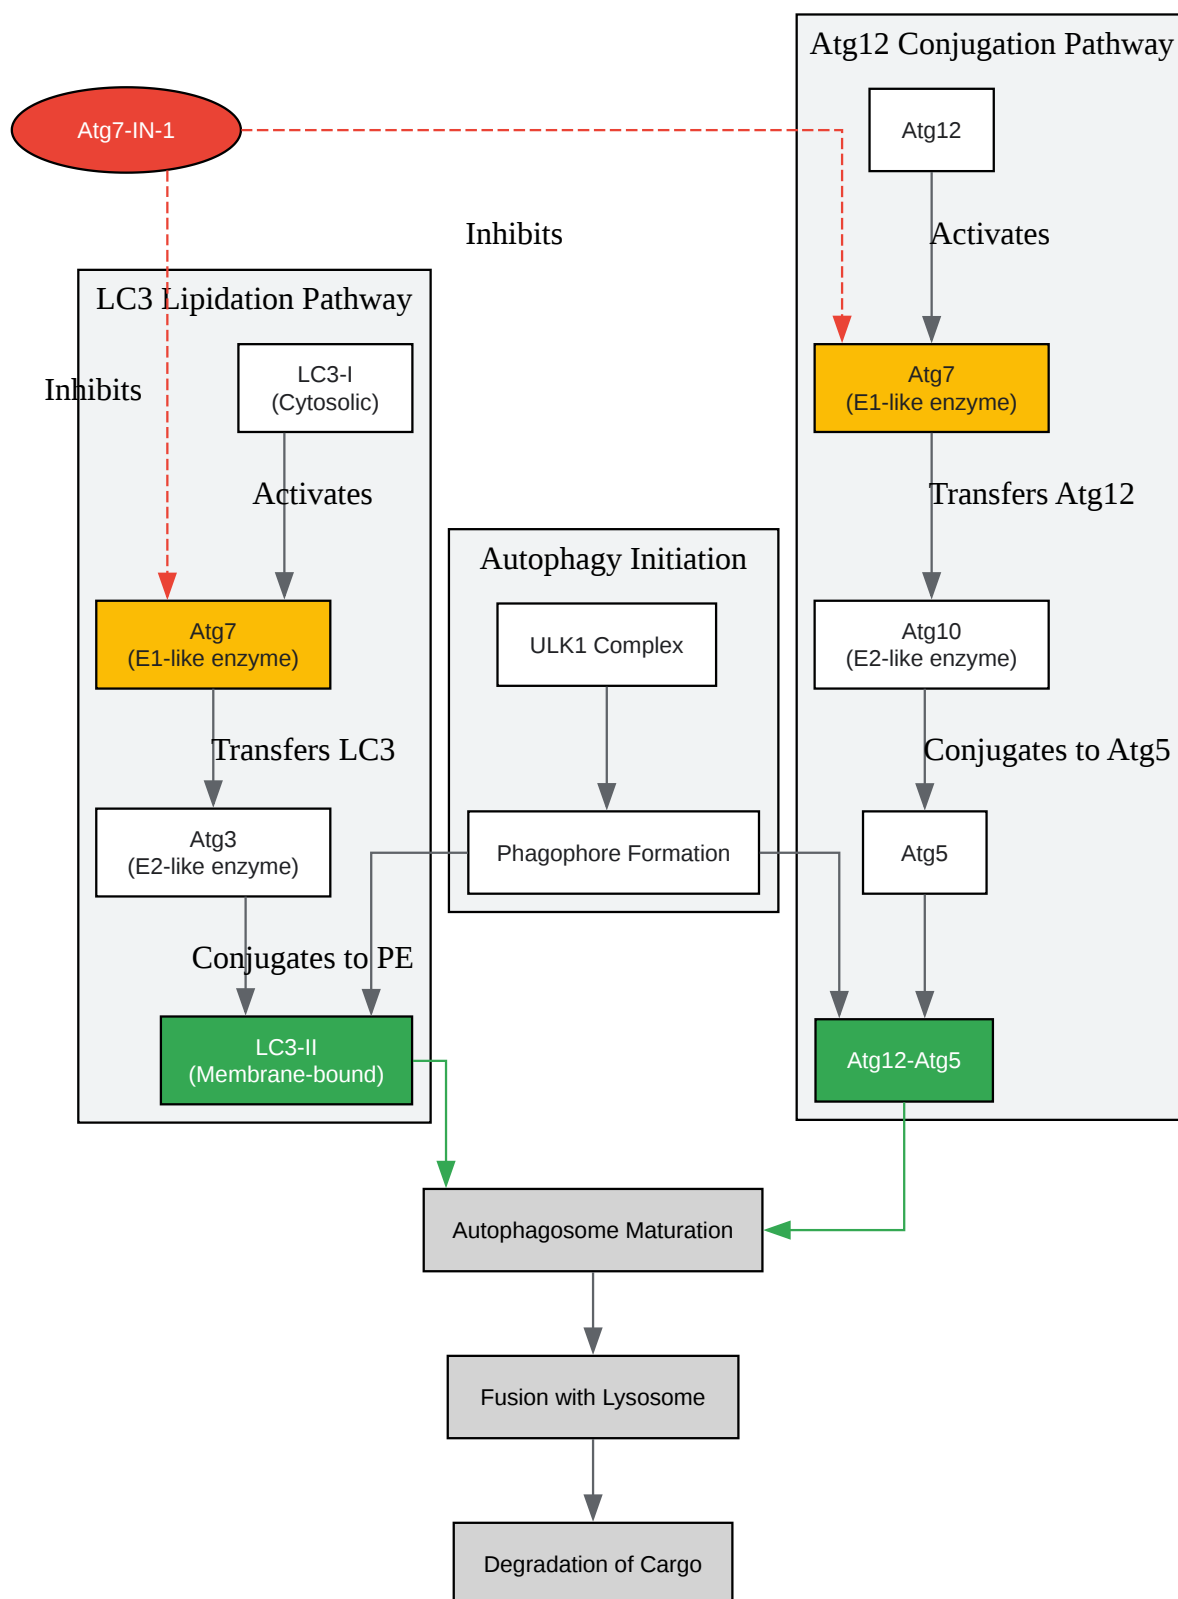 Atg12 Conjugation Pathway
Atg7-IN-1
Atg12
Inhibits
Activates
LC3 Lipidation Pathway
Inhibits
LC3-I
(Cytosolic)
Atg7
(E1-like enzyme)
Activates
Transfers Atg12
Autophagy Initiation
Atg7
(E1-like enzyme)
ULK1 Complex
Atg10
(E2-like enzyme)
Transfers LC3
Conjugates to Atg5
Atg3
(E2-like enzyme)
Phagophore Formation
Atg5
Conjugates to PE
LC3-II
(Membrane-bound)
Atg12-Atg5
Autophagosome Maturation
Fusion with Lysosome
Degradation of Cargo